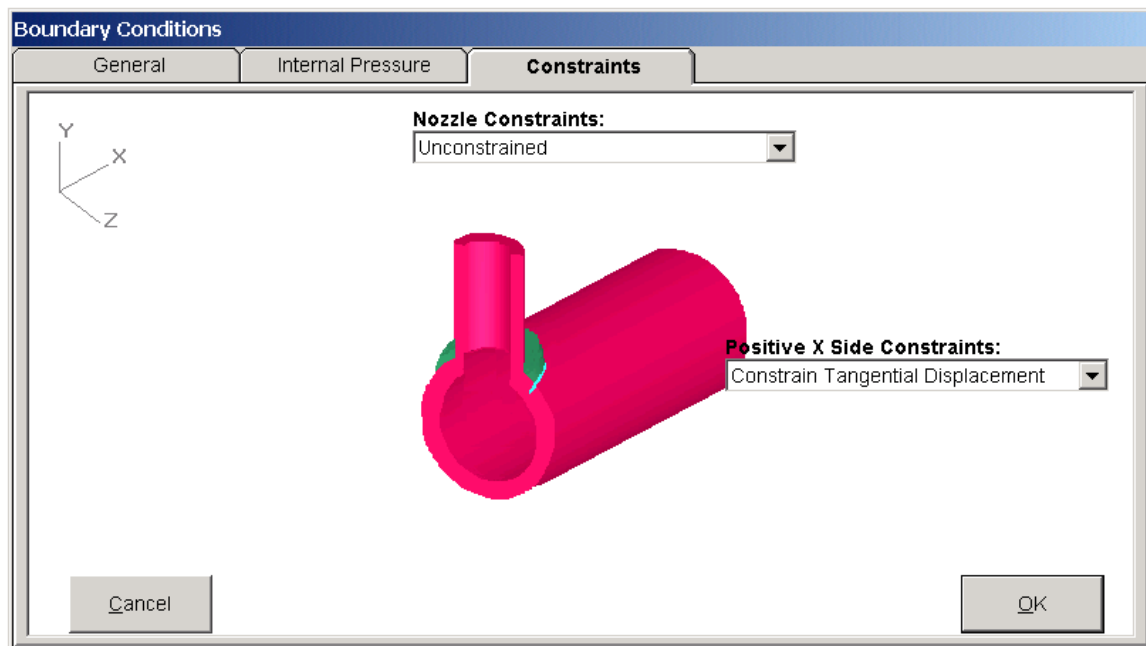 Boundary Conditions
General Internal Pressure Constraints
Nozzle Constraints:
Unconstrained
Y
X
Z
Positive X Side Constraints:
Constrain Tangential Displacement
Cancel OK